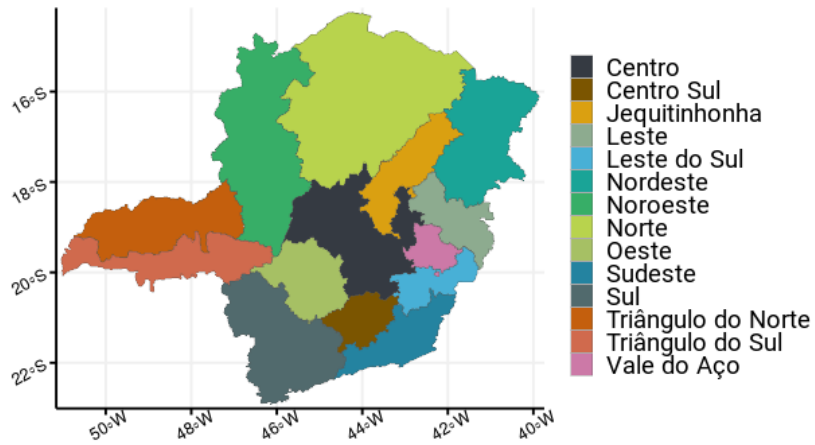 16°S
18°S
20°S
22°S
50°W
48°W
46°W
44°W
42°W
40°W
Centro
Centro Sul
Jequitinhonha
Leste
Leste do Sul
Nordeste
Noroeste
Norte
Oeste
Sudeste
Sul
Triângulo do Norte
Triângulo do Sul
Vale do Aço